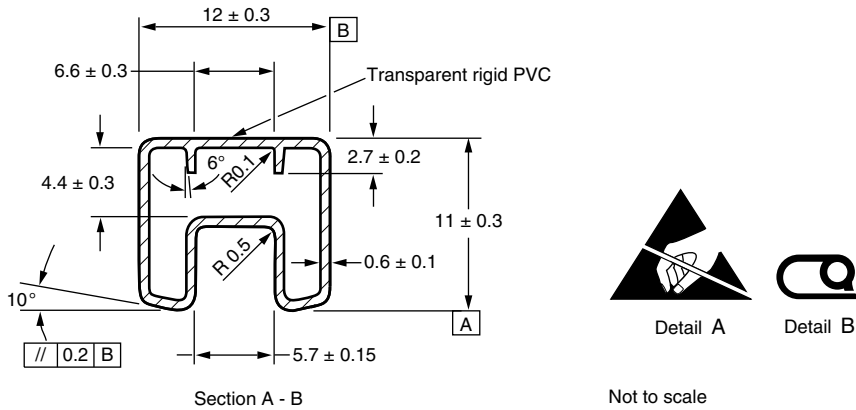 12 ± 0.3
B
6.6 ± 0.3
Transparent rigid PVC
6°
R0.1
2.7 ± 0.2
4.4 ± 0.3
11 ± 0.3
R 0.5
0.6 ± 0.1
10°
A
// 0.2 B
5.7 ± 0.15
Detail A
Detail B
Section A - B
Not to scale